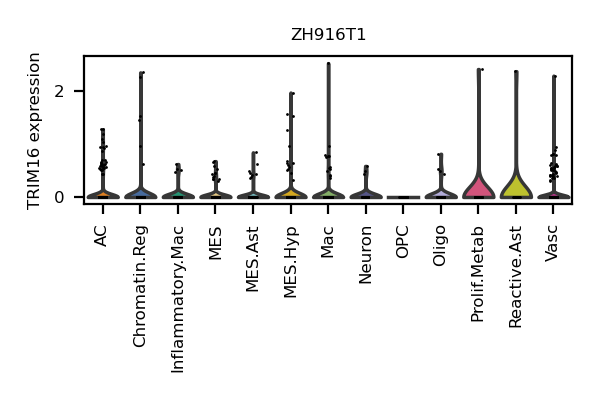 ZH916T1
TRIM16 expression
2
0
AC
Chromatin.Reg
Inflammatory.Mac
MES
MES.Ast
MES.Hyp
Mac
Neuron
OPC
Oligo
Prolif.Metab
Reactive.Ast
Vasc